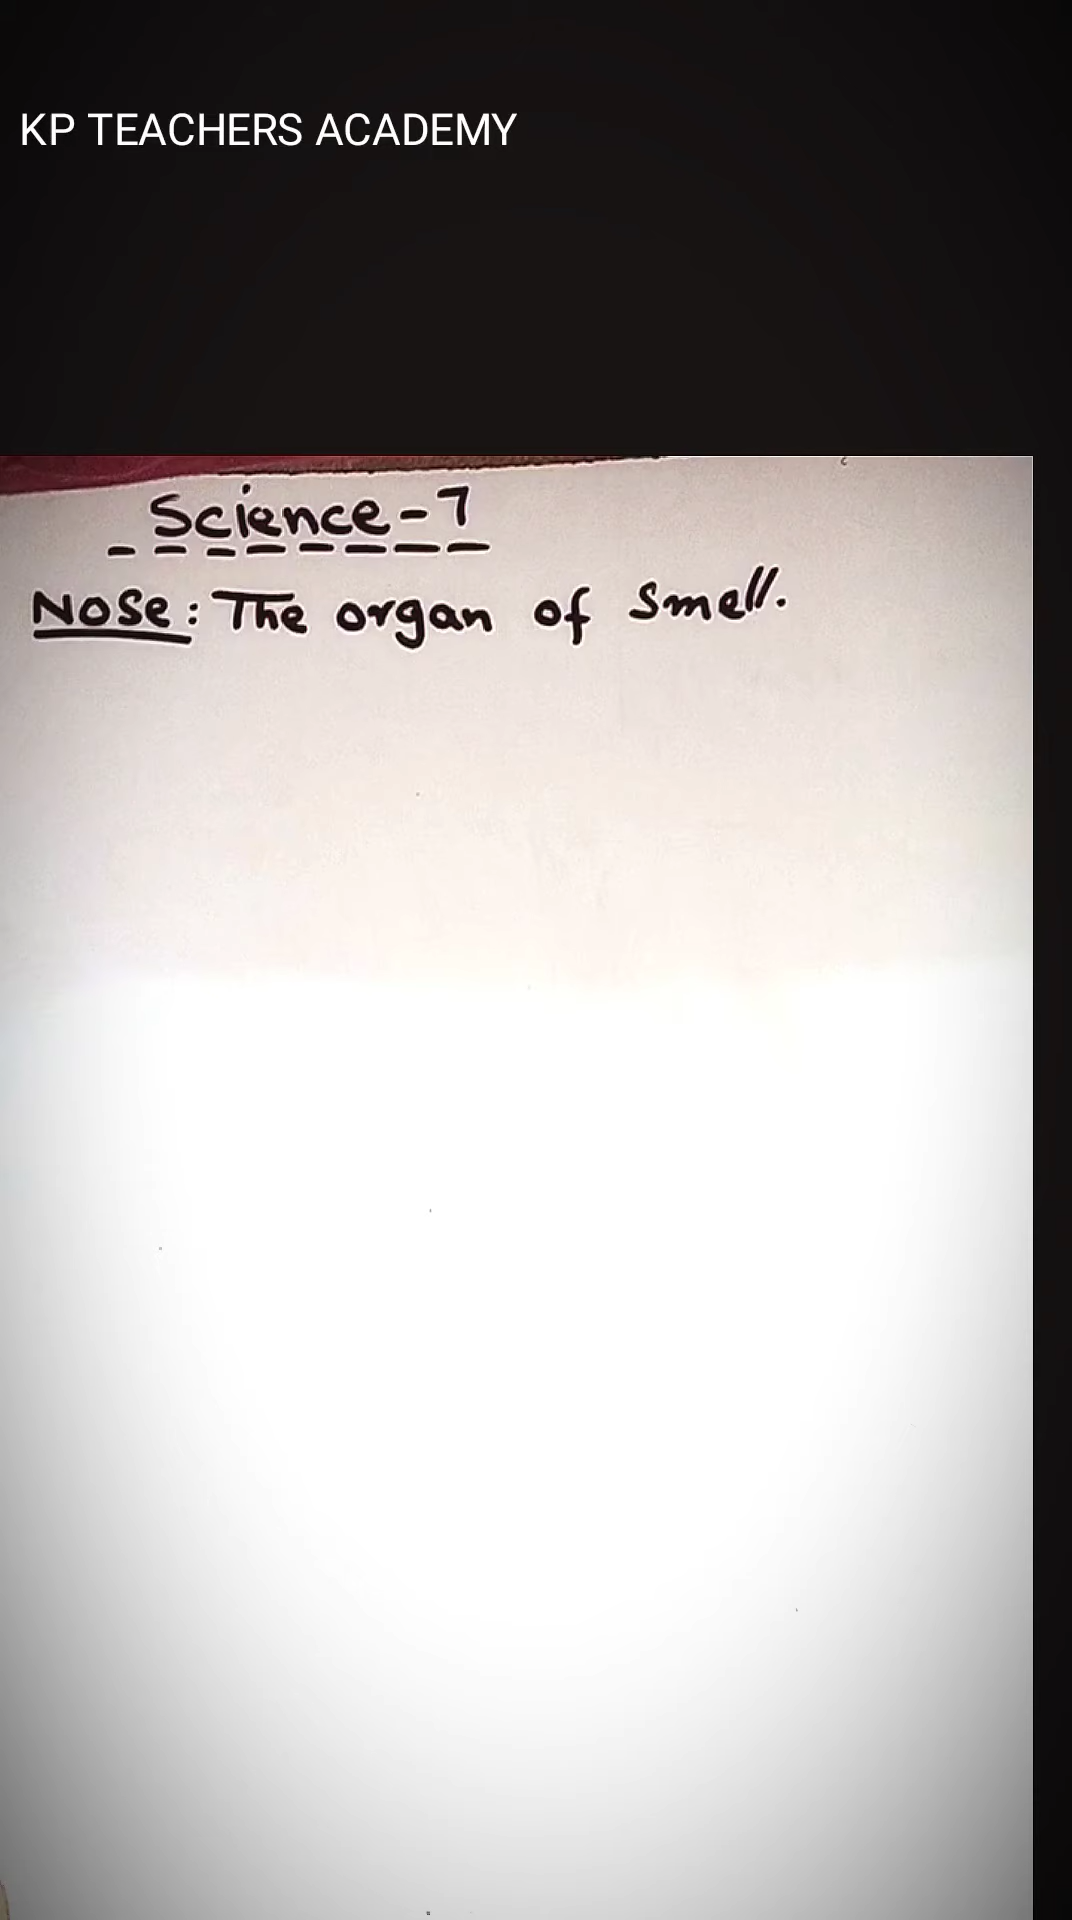 KP TEACHERS ACADEMY
Science-7
NOSE: The organ of smell.